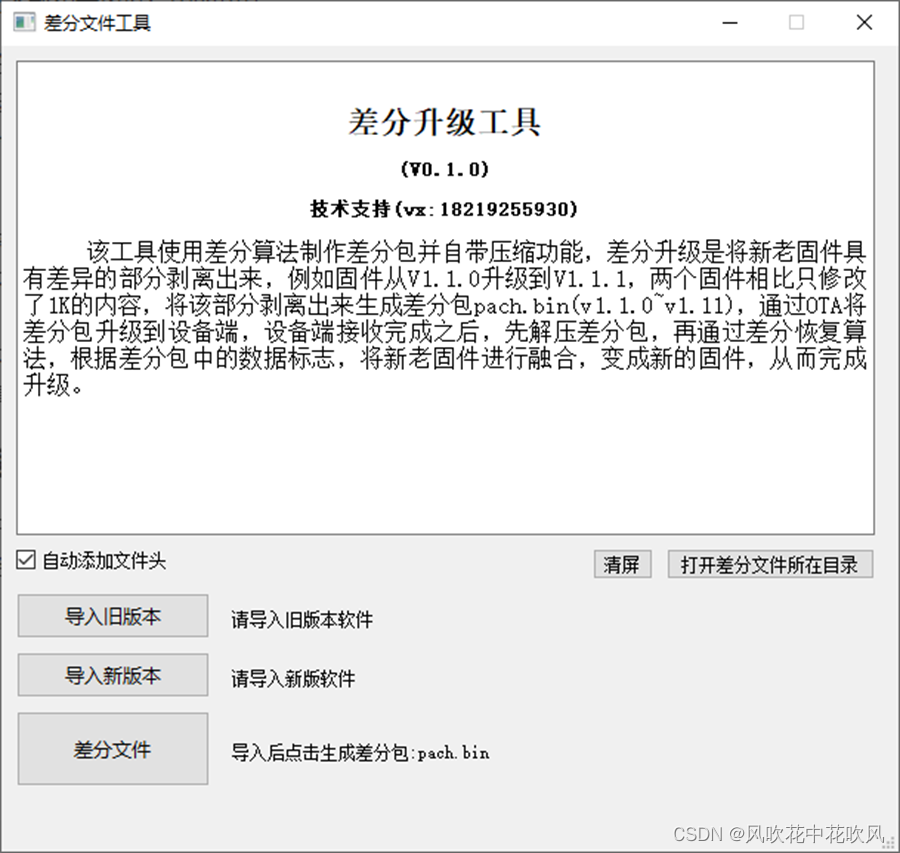 差分文件工具
差分升级工具
(V0.1.0)
技术支持(vx:18219255930)
该工具使用差分算法制作差分包并自带压缩功能，差分升级是将新老固件具
有差异的部分剥离出来，例如固件从V1.1.0升级到V1.1.1，两个固件相比只修改
了1K的内容，将该部分剥离出来生成差分包pach.bin(v1.1.0~v1.11)，通过OTA将
差分包升级到设备端，设备端接收完成之后，先解压差分包，再通过差分恢复算
法，根据差分包中的数据标志，将新老固件进行融合，变成新的固件，从而完成
升级。
自动添加文件头
清屏
打开差分文件所在目录
导入旧版本
请导入旧版本软件
导入新版本
请导入新版软件
差分文件
导入后点击生成差分包:pach.bin
CSDN @风吹花中花吹风